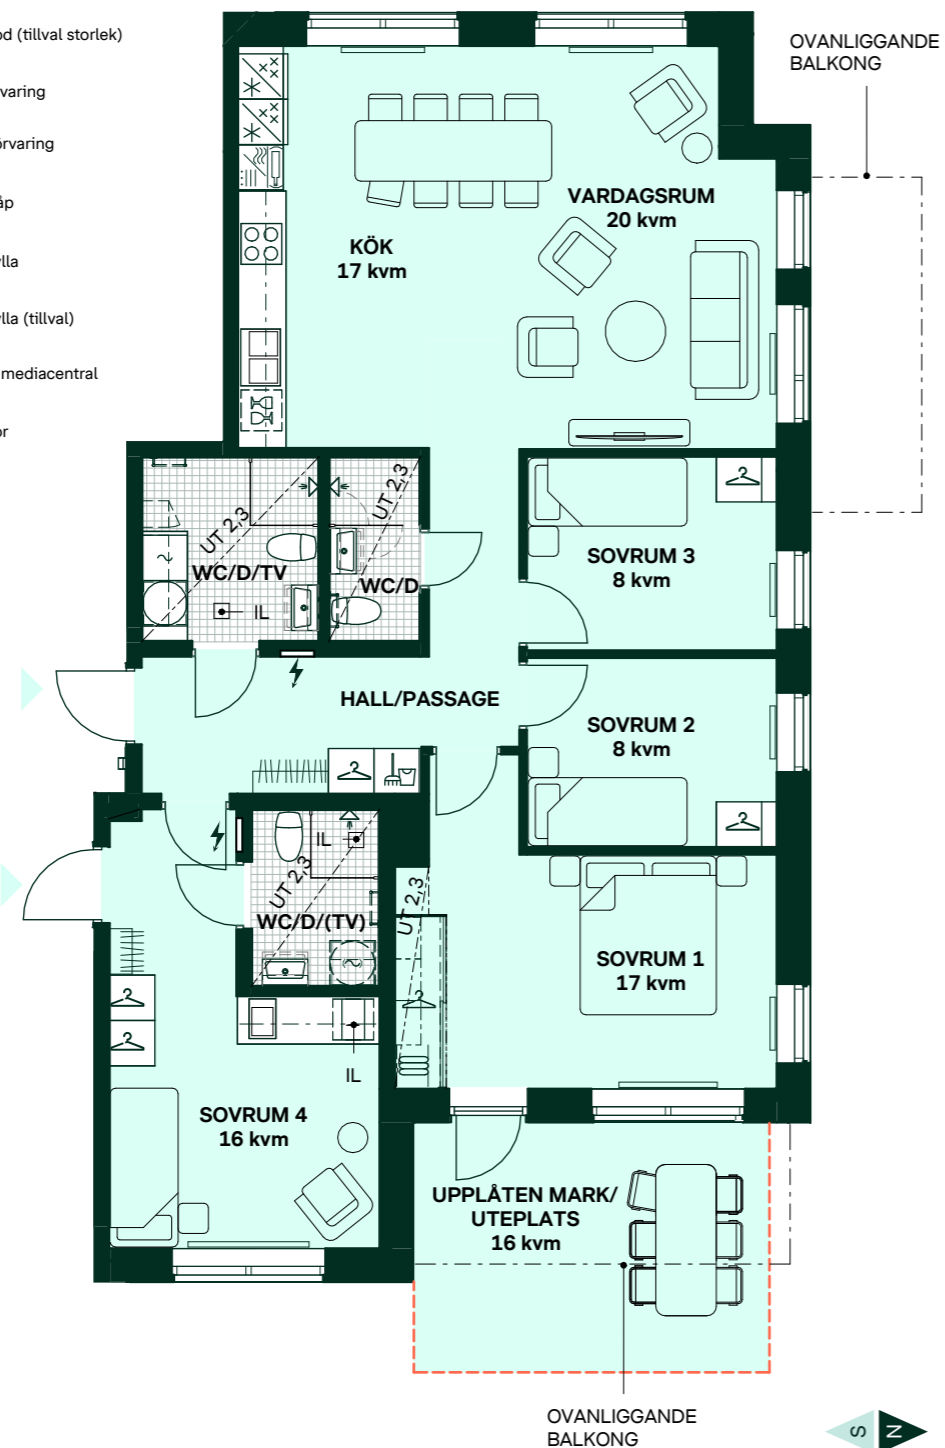 od (tillval storlek)
varing
örvaring
åp
ylla
ylla (tillval)
mediacentral
or
OVANLIGGANDE
BALKONG
VARDAGSRUM
20 kvm
KÖK
17 kvm
UT 2,3
UT 2,3
WC/D/TV
WC/D
IL
SOVRUM 3
8 kvm
HALL/PASSAGE
SOVRUM 2
8 kvm
IL
UT 2,3
UT 2,3
WC/D/(TV)
SOVRUM 1
17 kvm
IL
SOVRUM 4
16 kvm
UPPLÅTEN MARK/
UTEPLATS
16 kvm
OVANLIGGANDE
BALKONG
S N